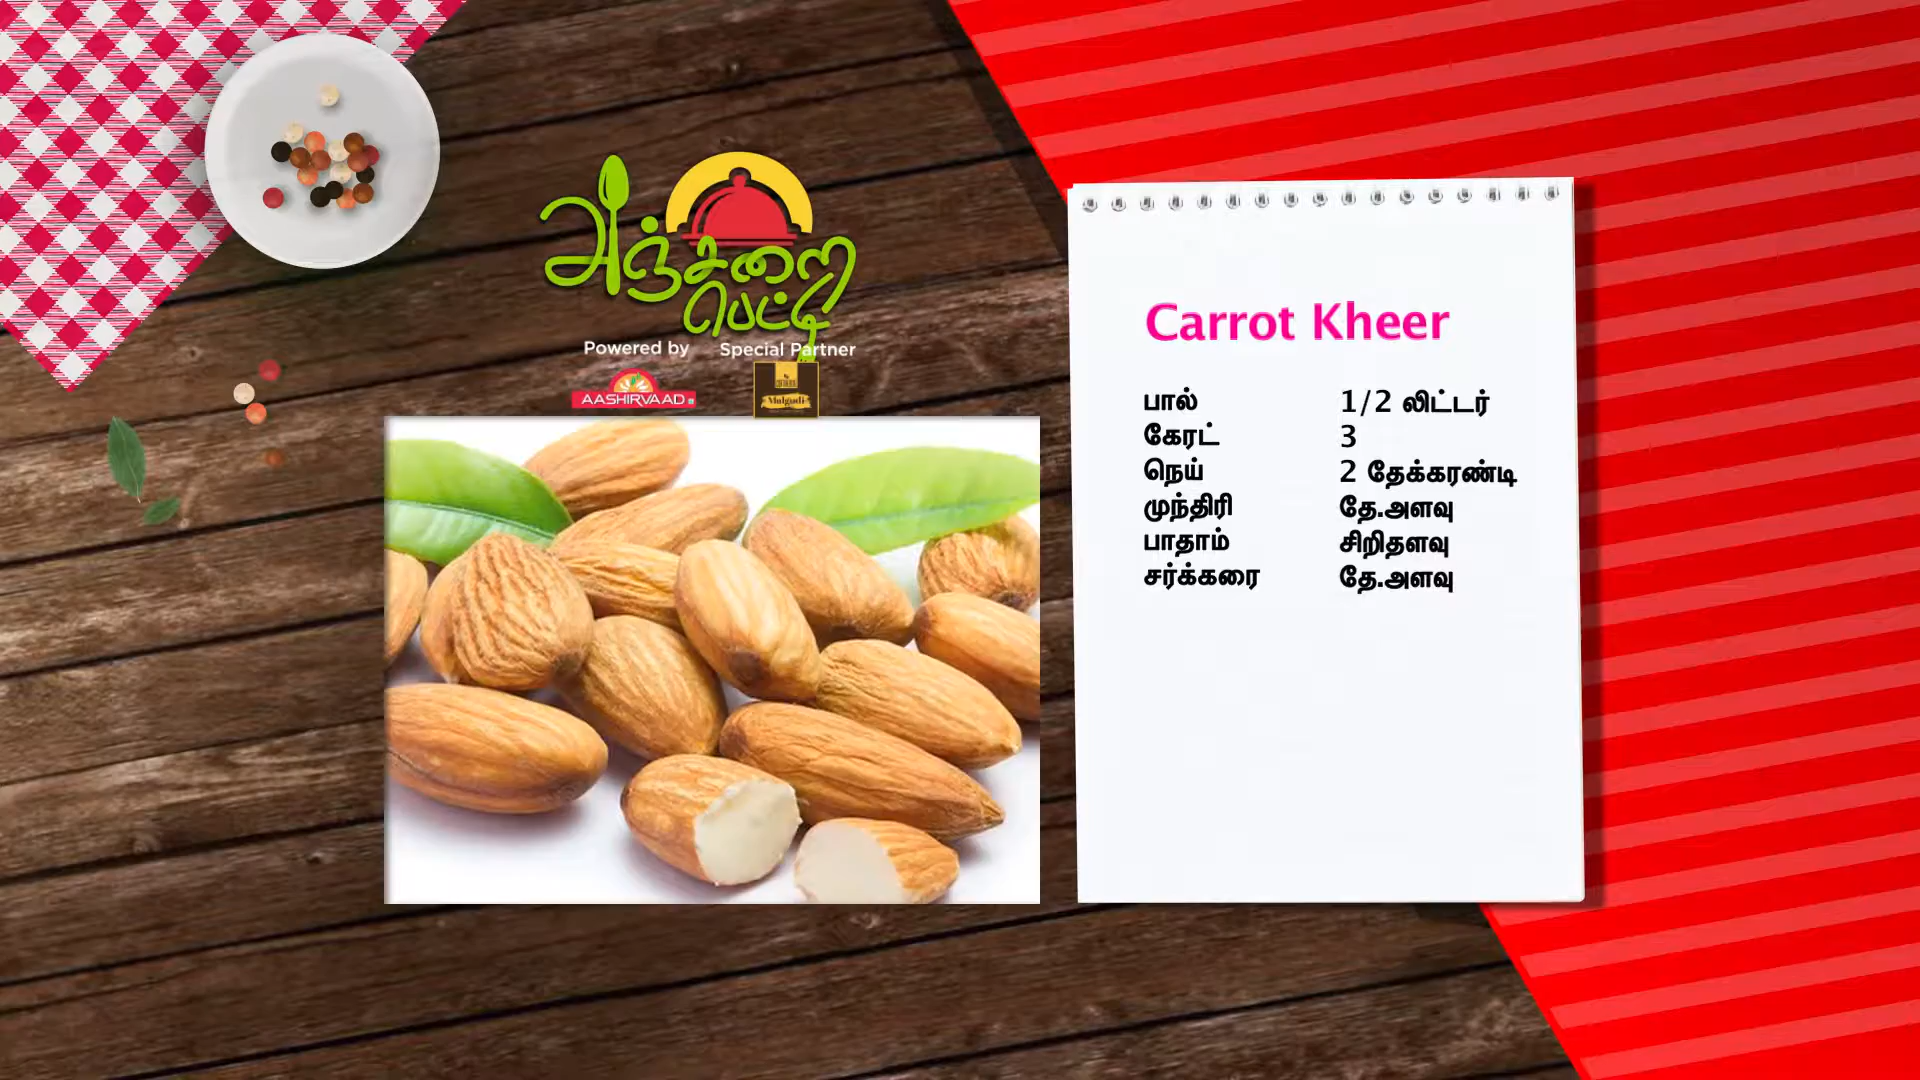 அஞ்சறை
பெட்டி
Powered by
Special Partner
AASHIRVAAD
Malgudi
Carrot Kheer
பால் 1/2 லிட்டர்
கேரட் 3
நெய் 2 தேக்கரண்டி
முந்திரி தே.அளவு
பாதாம் சிறிதளவு
சர்க்கரை தே.அளவு